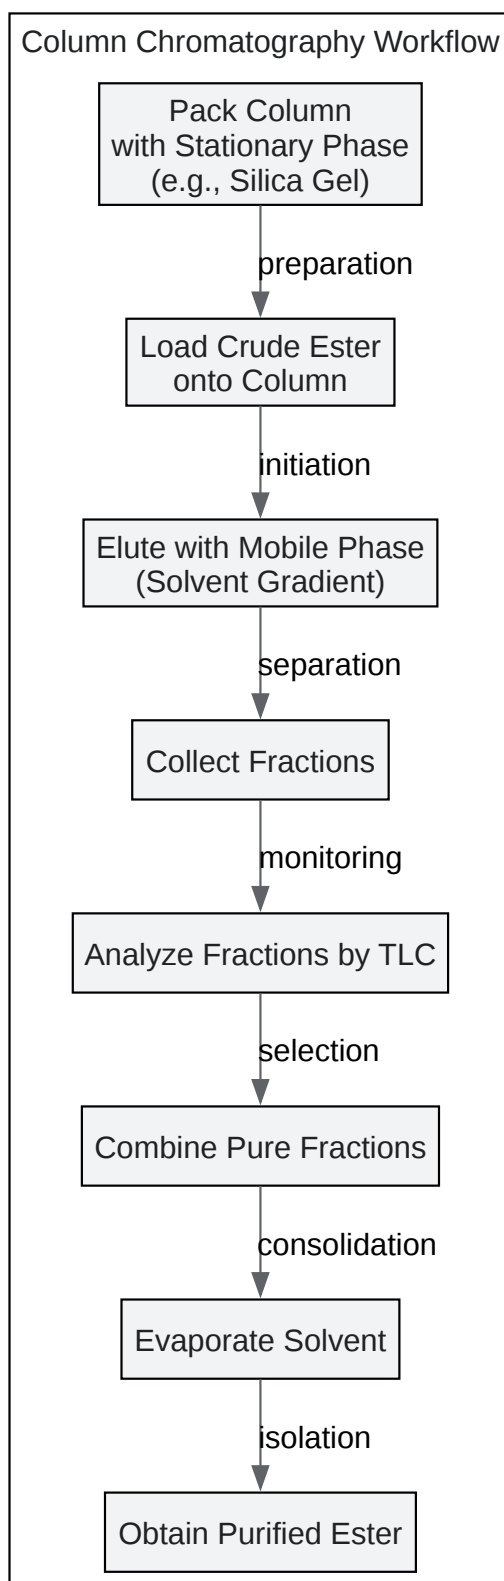 Column Chromatography Workflow
Pack Column
with Stationary Phase
(e.g., Silica Gel)
preparation
Load Crude Ester
onto Column
initiation
Elute with Mobile Phase
(Solvent Gradient)
separation
Collect Fractions
monitoring
Analyze Fractions by TLC
selection
Combine Pure Fractions
consolidation
Evaporate Solvent
isolation
Obtain Purified Ester